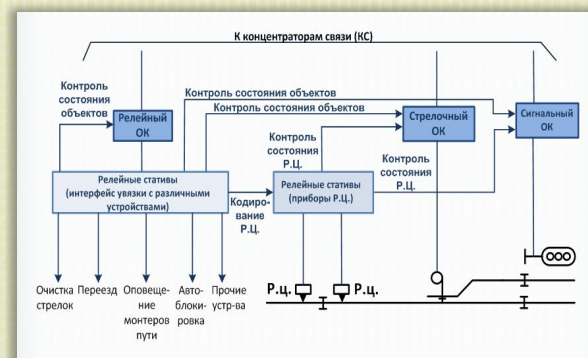 К концентраторам связи (КС)
Контроль
состояния
объектов
Релейный
ОК
Контроль состояния объектов
Контроль состояния объектов
Стрелочный
ОК
Сигнальный
ОК
Контроль
состояния
Р.Ц.
Контроль
состояния
Р.Ц.
Релейные стативы
(интерфейс увязки с различными
устройствами)
Кодиро-
вание
Р.Ц.
Релейные стативы
(приборы Р.Ц.)
Очистка
стрелок
Переезд
Оповеще-
ние
монтеров
пути
Авто-
блоки-
ровка
Прочие
устр-ва
Р.ц.
Р.ц.